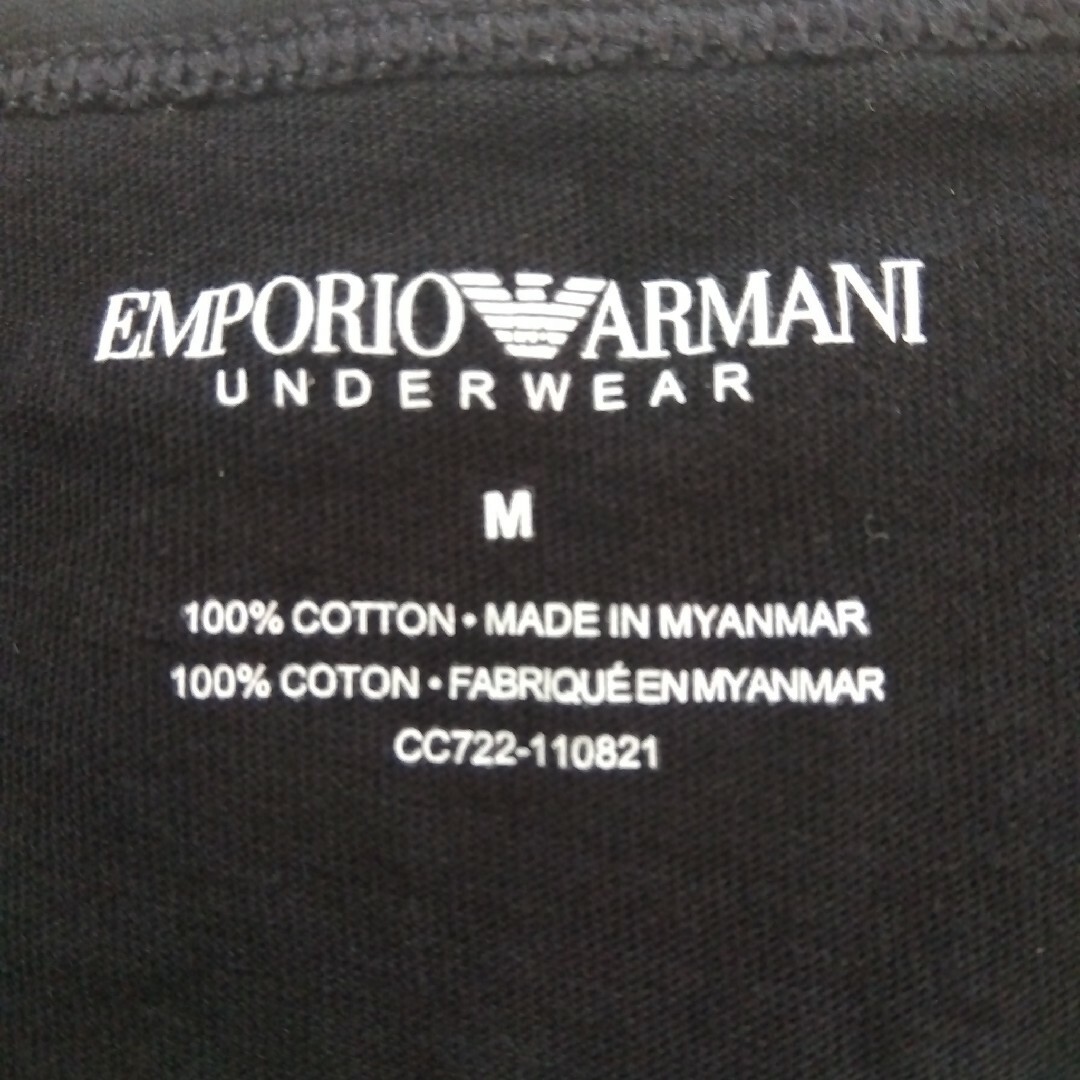 EMPORIO ARMANI
UNDERWEAR
M
100% COTTON • MADE IN MYANMAR
100% COTON • FABRIQUÉ EN MYANMAR
CC722-110821